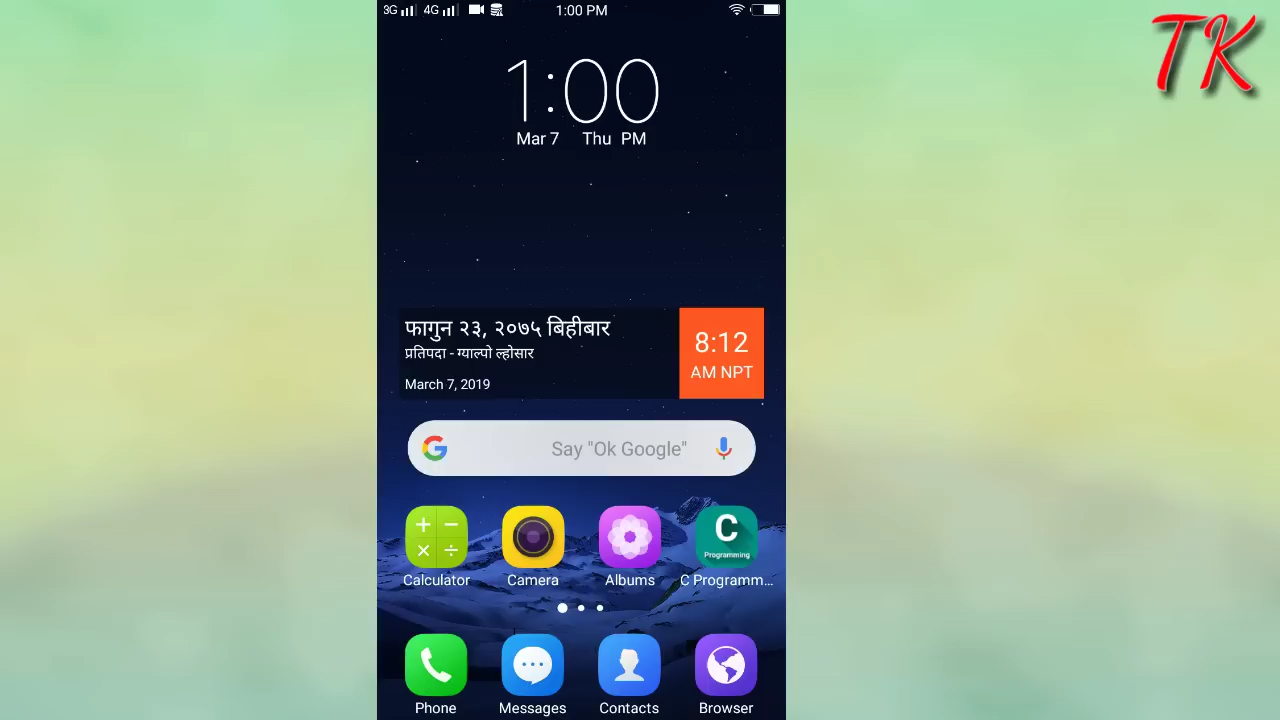 3G 4G 1:00 PM
TK
1:00
Mar 7 Thu PM
फागुन २३, २०७५ बिहीबार
प्रतिपदा - ग्याल्पो ल्होसार
March 7, 2019
8:12
AM NPT
Say "Ok Google"
C
Programming
Calculator Camera Albums C Programm...
Phone Messages Contacts Browser